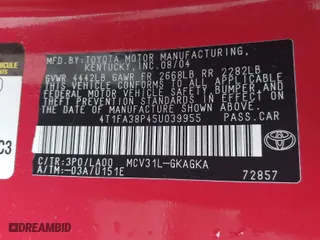 MFD. BY: TOYOTA MOTOR MANUFACTURING,
KENTUCKY, INC. 08/04
GVWR 4442LB GAWR FR 2668LB RR 2282LB
THIS VEHICLE CONFORMS TO ALL APPLICABLE
FEDERAL MOTOR VEHICLE SAFETY, BUMPER, AND
THEFT PREVENTION STANDARDS IN EFFECT ON
THE DATE OF MANUFACTURE SHOWN ABOVE.
4T1FA38P45U039955 PASS.CAR
C/TR:3P0/LA00 MCV31L-GKAGKA
A/TM:-03A/U151E
TOYOTA
72857
C3